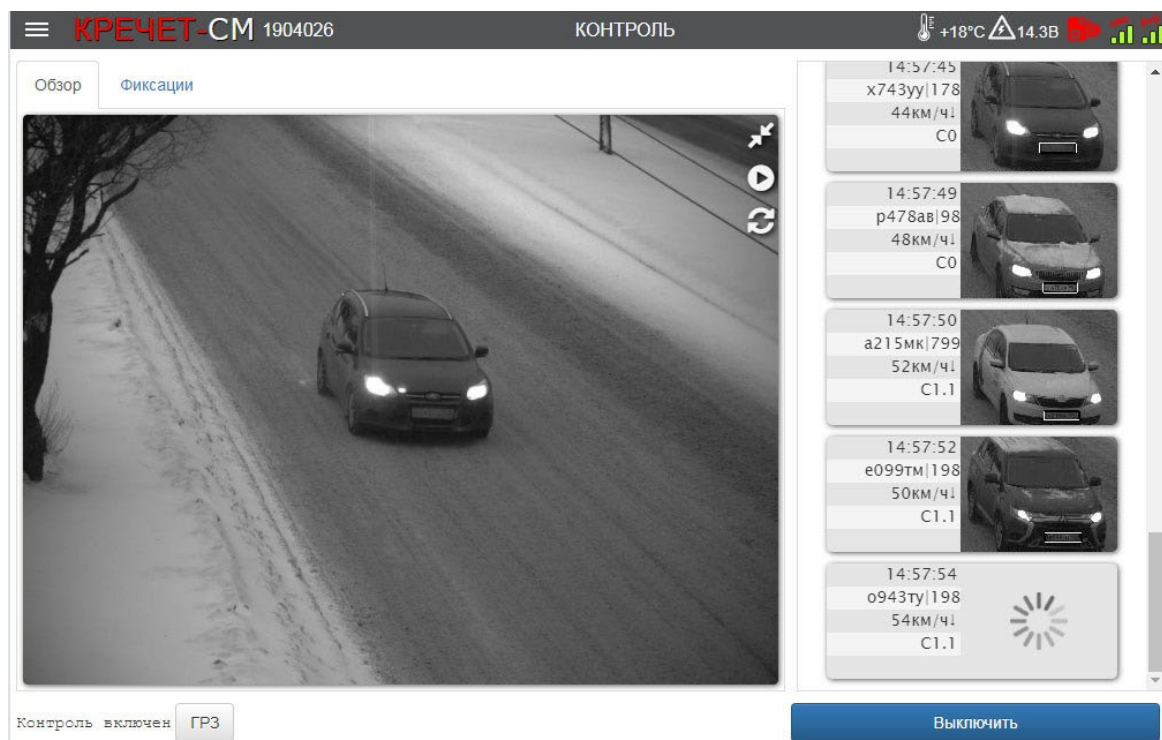 КРЕЧЕТ-СМ 1904026
КОНТРОЛЬ
+18°C 14.3В
Обзор
Фиксации
14:57:45
х743уу|178
44км/ч↓
С0
14:57:49
р478ав|98
48км/ч↓
С0
14:57:50
а215мк|799
52км/ч↓
С1.1
14:57:52
е099тм|198
50км/ч↓
С1.1
14:57:54
о943ту|198
54км/ч↓
С1.1
Контроль включен
ГРЗ
Выключить